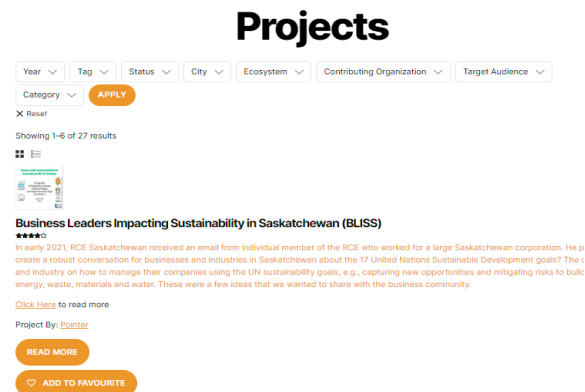 Projects
Year Tag Status City Ecosystem Contributing Organization Target Audience
Category APPLY
Reset
Showing 1–6 of 27 results
Business Leaders Impacting Sustainability in Saskatchewan (BLISS)
In early 2021, RCE Saskatchewan received an email from individual member of the RCE who worked for a large Saskatchewan corporation. He p
create a robust conversation for businesses and industries in Saskatchewan about the 17 United Nations Sustainable Development goals? The
and industry on how to manage their companies using the UN sustainability goals, e.g., capturing new opportunities and mitigating risks to build
energy, waste, materials and water. These were a few ideas that we wanted to share with the business community.
Click Here to read more
Project By: Pointer
READ MORE
ADD TO FAVOURITE